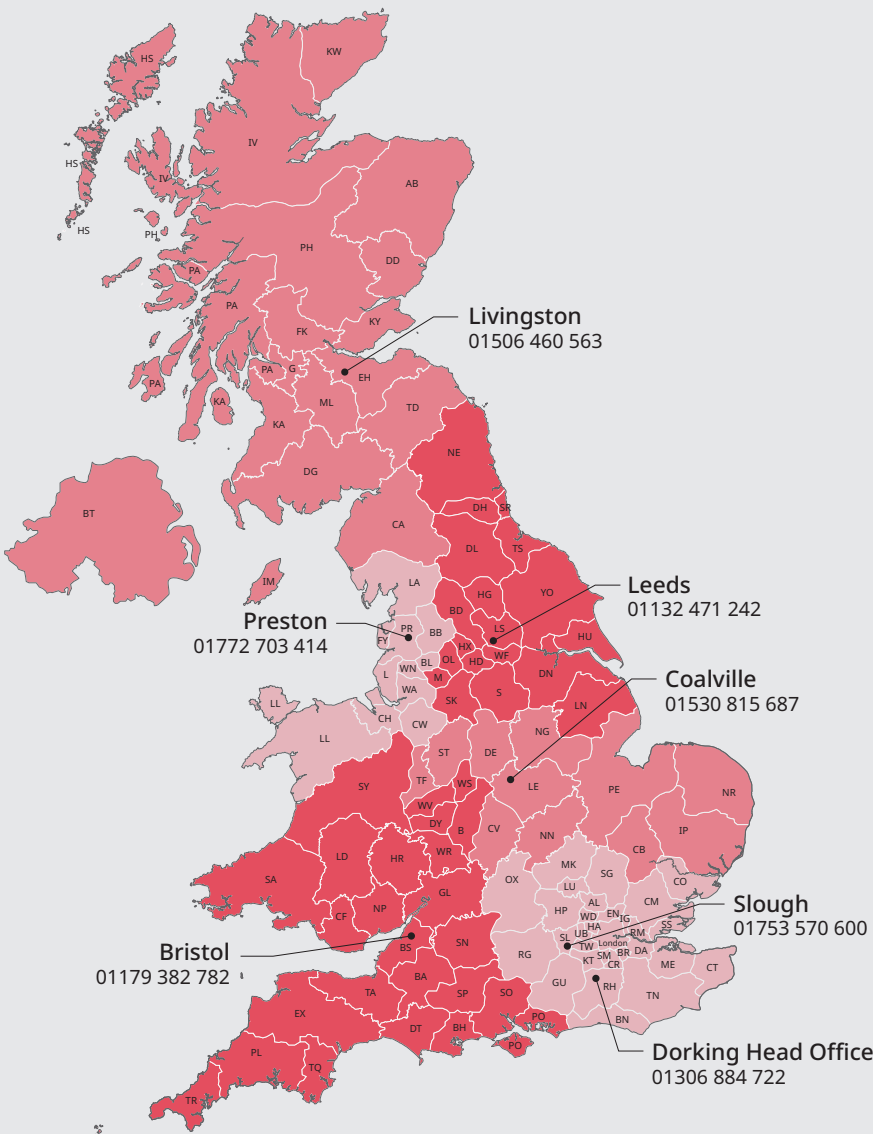 HS
KW
IV
HS
IV
AB
HS
PH
PH
DD
PA
PA
KY
Livingston
01506 460 563
FK
PA
G
EH
PA
KA
ML
TD
KA
NE
DG
BT
DH
SR
CA
DL
TS
IM
LA
HG
YO
Leeds
01132 471 242
BD
Preston
01772 703 414
PR
BB
FY
LS
HU
HX
WF
OL
HD
BL
WN
L
M
WA
DN
Coalville
01530 815 687
S
SK
LN
LL
CH
CW
LL
NG
ST
DE
SY
TF
WS
LE
PE
NR
WV
DY
B
CV
NN
IP
CB
WR
LD
HR
SA
GL
OX
MK
SG
CO
LU
AL
CM
HP
WD
EN
IG
HA
SS
Slough
01753 570 600
CF
NP
UB
RM
SL
London
TW
BR
DA
SM
KT
CR
ME
CT
Bristol
01179 382 782
BS
SN
RG
BA
GU
RH
TN
TA
SP
SO
EX
DT
BH
PO
BN
PO
PL
TQ
TR
Dorking Head Office
01306 884 722